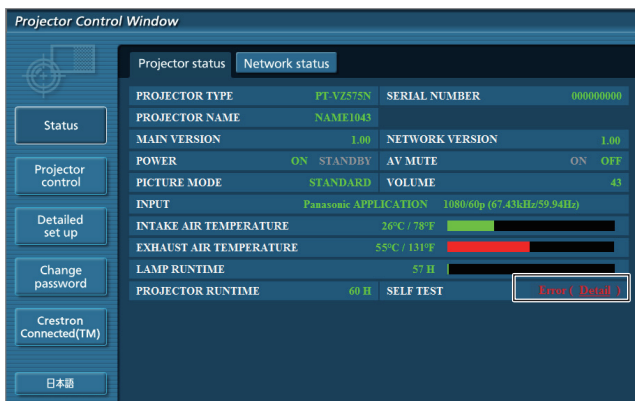 Projector Control Window
Projector status Network status
Status
Projector control
Detailed set up
Change password
Crestron Connected(TM)
日本語
PROJECTOR TYPE PT-VZ575N SERIAL NUMBER 000000000
PROJECTOR NAME NAME1043
MAIN VERSION 1.00 NETWORK VERSION 1.00
POWER ON STANDBY AV MUTE ON OFF
PICTURE MODE STANDARD VOLUME 43
INPUT Panasonic APPLICATION 1080/60p (67.43kHz/59.94Hz)
INTAKE AIR TEMPERATURE 26°C / 78°F
EXHAUST AIR TEMPERATURE 55°C / 131°F
LAMP RUNTIME 57 H
PROJECTOR RUNTIME 60 H SELF TEST Error ( Detail )